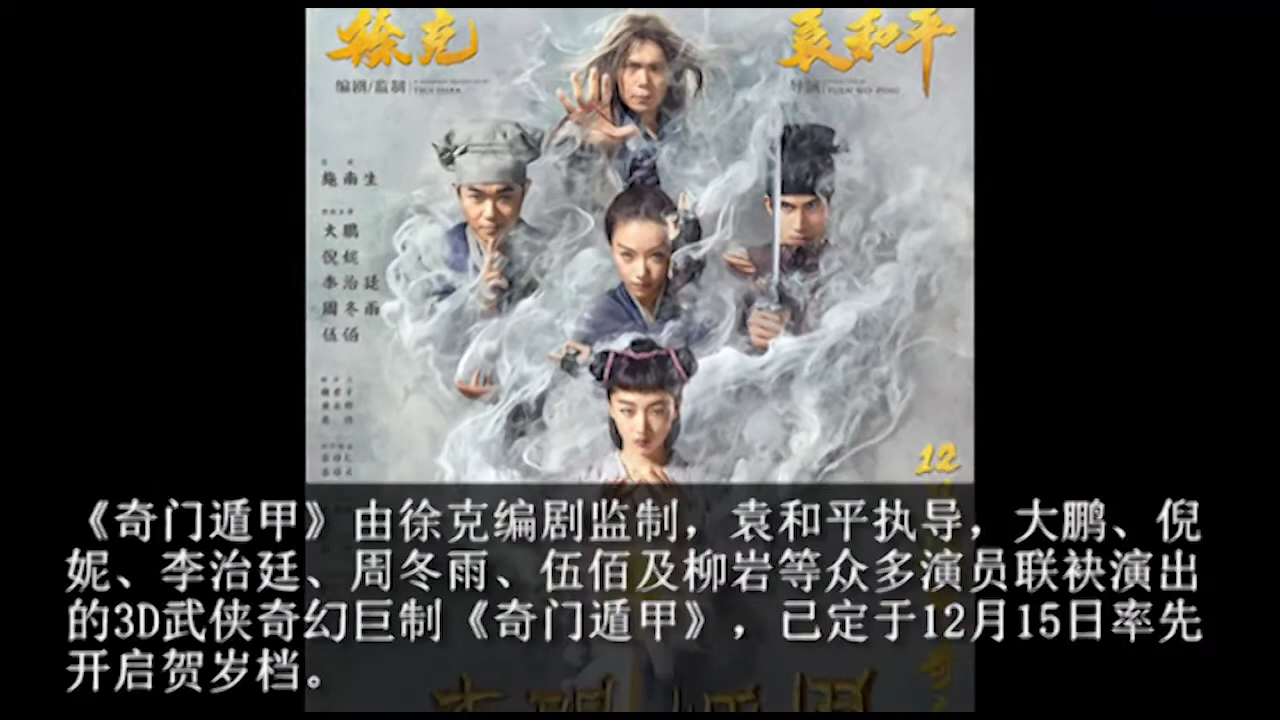 徐克
袁和平
编剧/监制 TSUI HARK
导演 YUEN WO PING
施南生
大鹏
倪妮
李治廷
周冬雨
伍佰
12
《奇门遁甲》由徐克编剧监制，袁和平执导，大鹏、倪
妮、李治廷、周冬雨、伍佰及柳岩等众多演员联袂演出
的3D武侠奇幻巨制《奇门遁甲》，已定于12月15日率先
开启贺岁档。